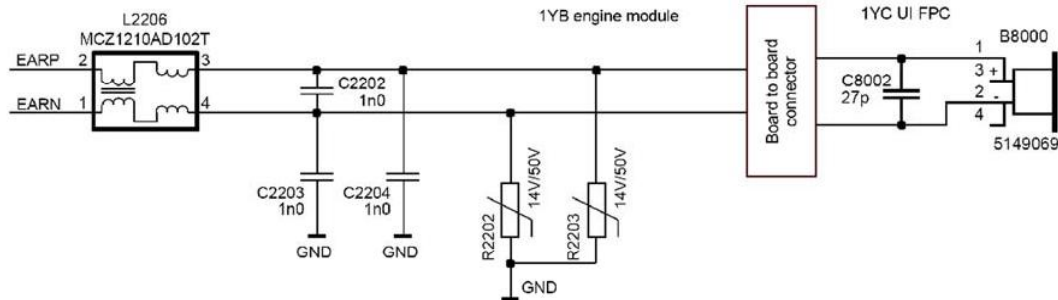 L2206
MCZ1210AD102T
1YB engine module
1YC UI FPC
B8000
EARP
2
3
1
C2202
1n0
C8002
27p
3
+
EARN
1
4
2
-
4
Board to board
connector
5149069
C2203
1n0
C2204
1n0
R2202
14V/50V
R2203
14V/50V
GND
GND
GND